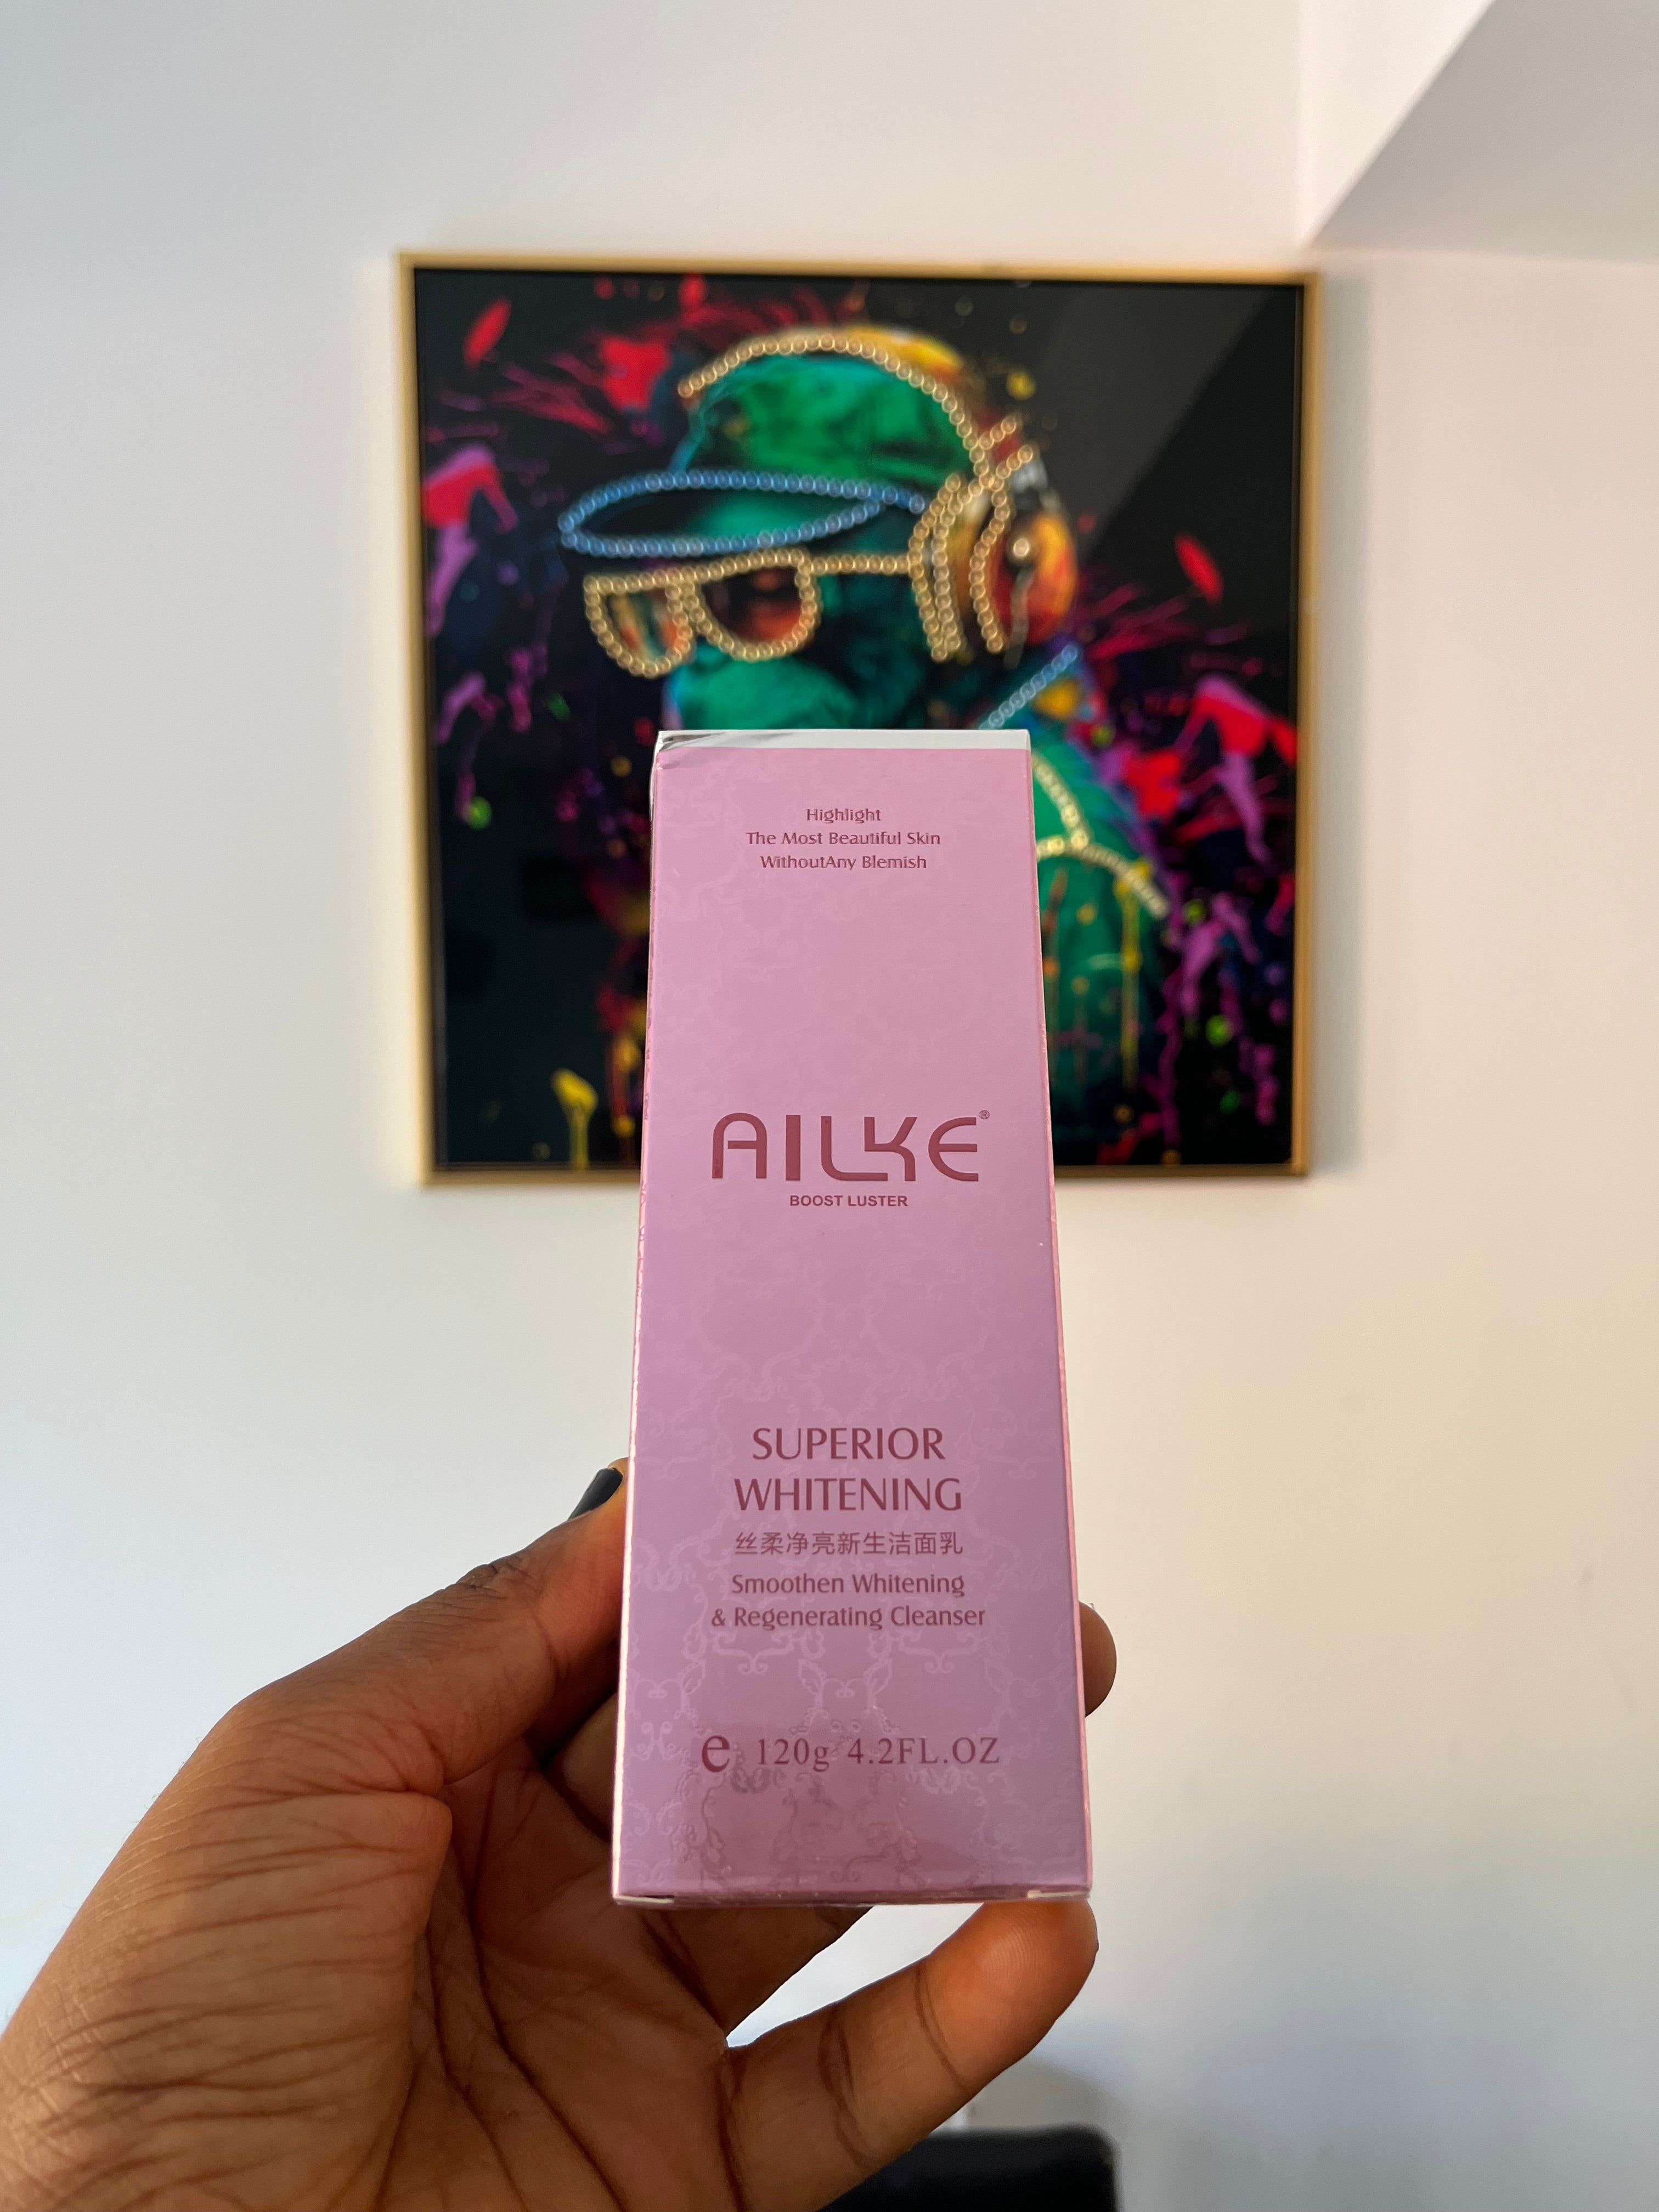 Highlight
The Most Beautiful Skin
WithoutAny Blemish
AILKE®
BOOST LUSTER
SUPERIOR
WHITENING
丝柔净亮新生洁面乳
Smoothen Whitening
& Regenerating Cleanser
e 120g 4.2FL.OZ